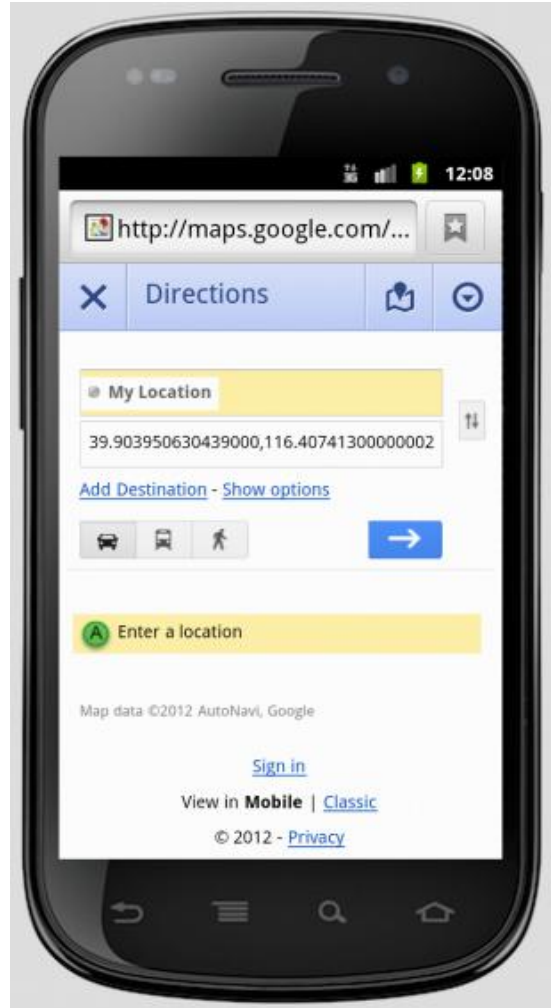 3G 12:08
http://maps.google.com/...
Directions
My Location
39.903950630439000,116.40741300000002
Add Destination - Show options
A Enter a location
Map data ©2012 AutoNavi, Google
Sign in
View in Mobile | Classic
© 2012 - Privacy